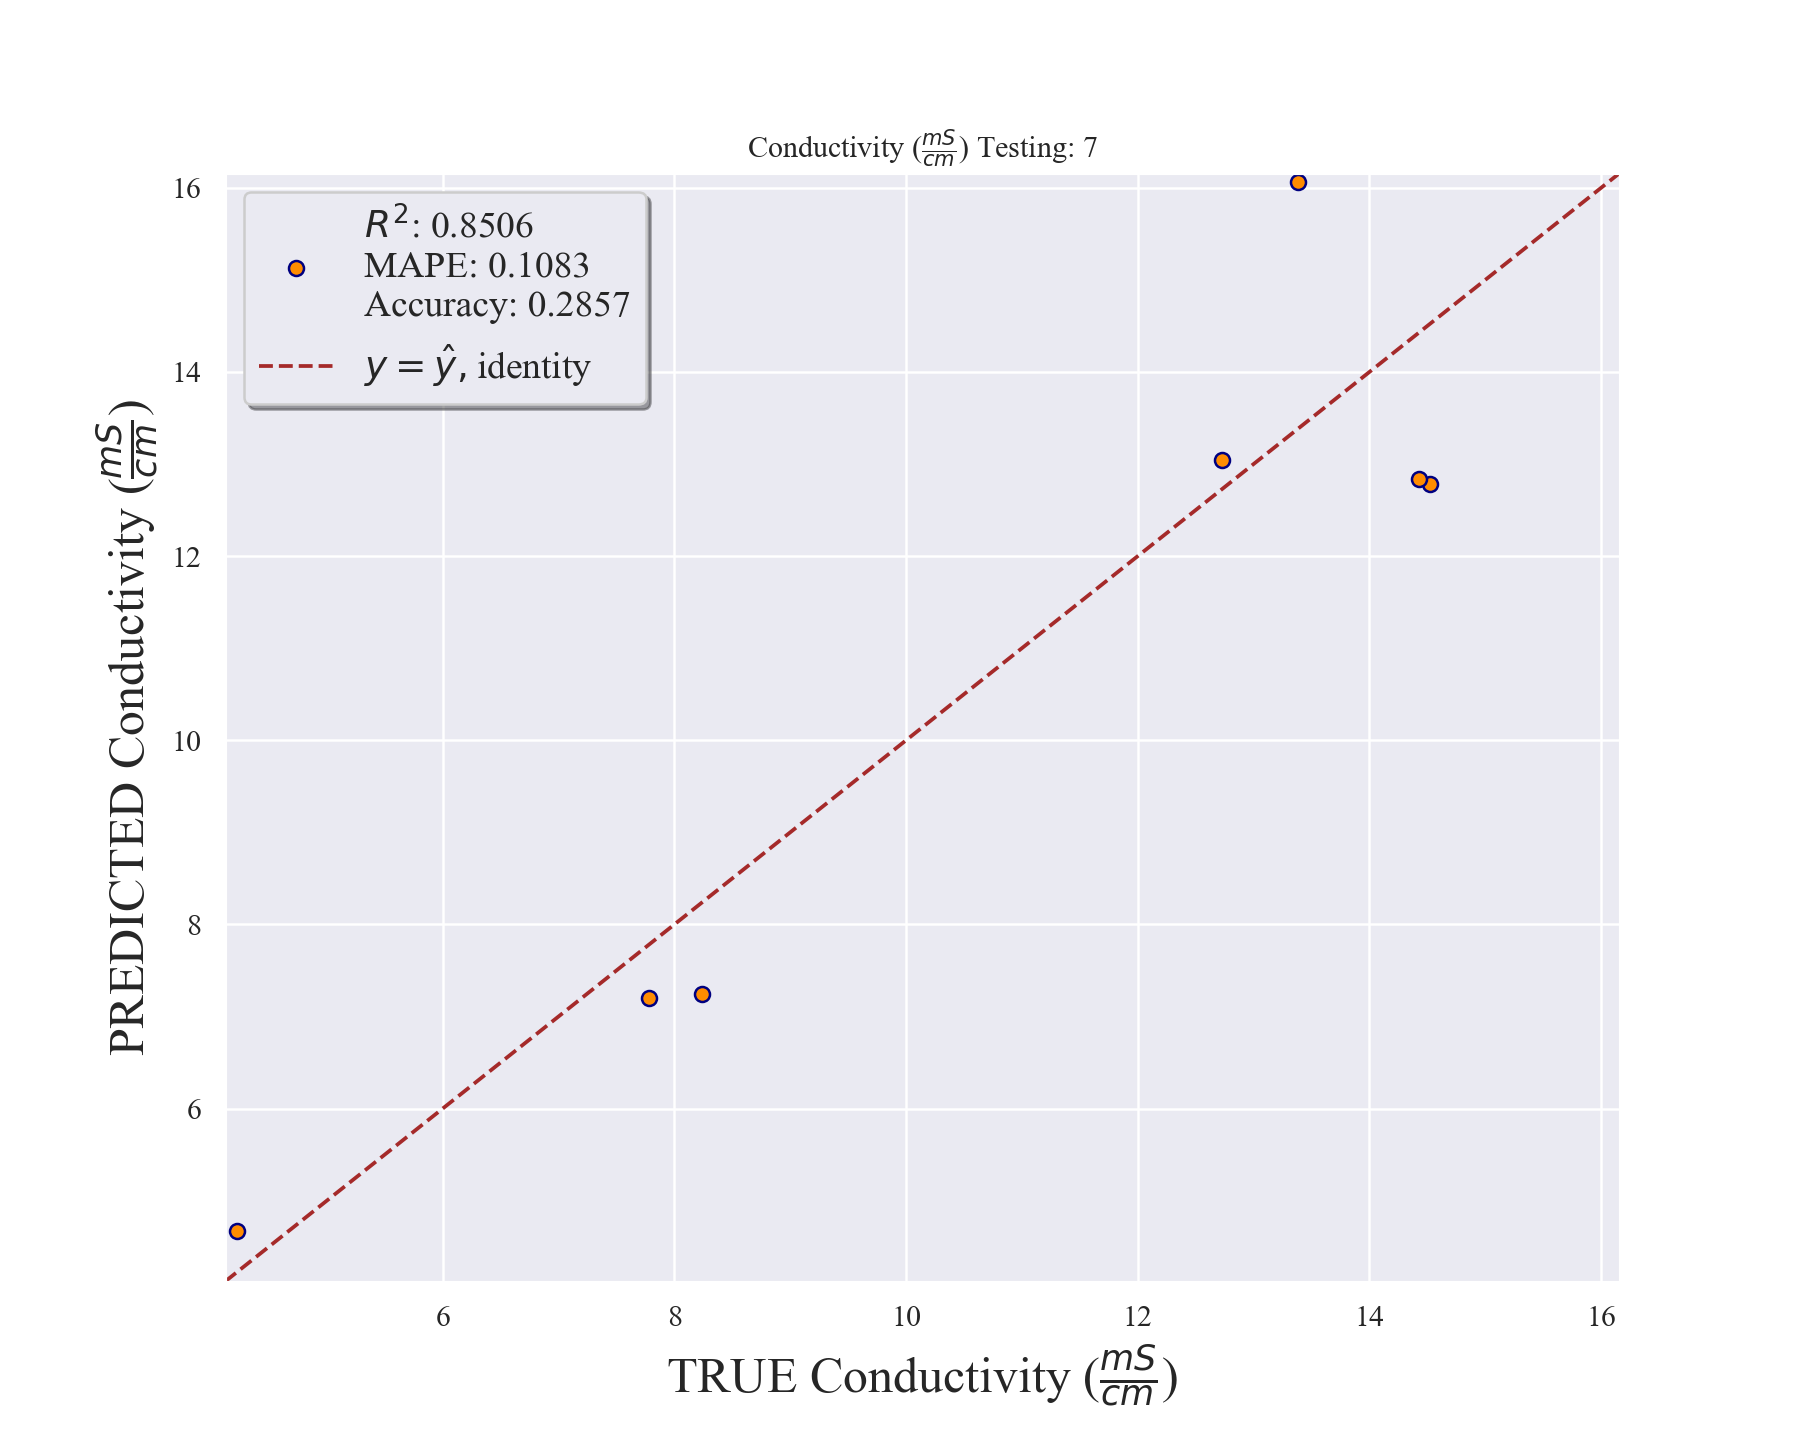 Conductivity (mS/cm) Testing: 7
R²: 0.8506
MAPE: 0.1083
Accuracy: 0.2857
y = ŷ, identity
PREDICTED Conductivity (mS/cm)
16
14
12
10
8
6
6 8 10 12 14 16
TRUE Conductivity (mS/cm)